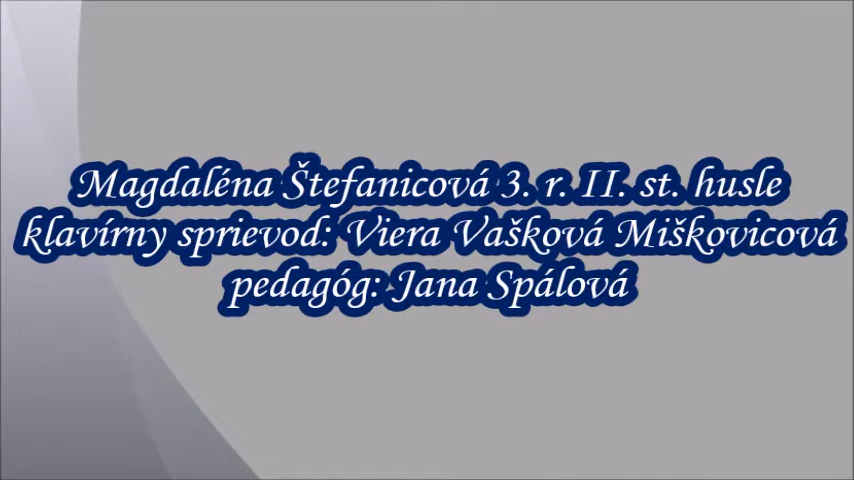 Magdaléna Štefanicová 3. r. II. st. husle
klavírny sprievod: Viera Vašková Miškovicová
pedagóg: Jana Spálová